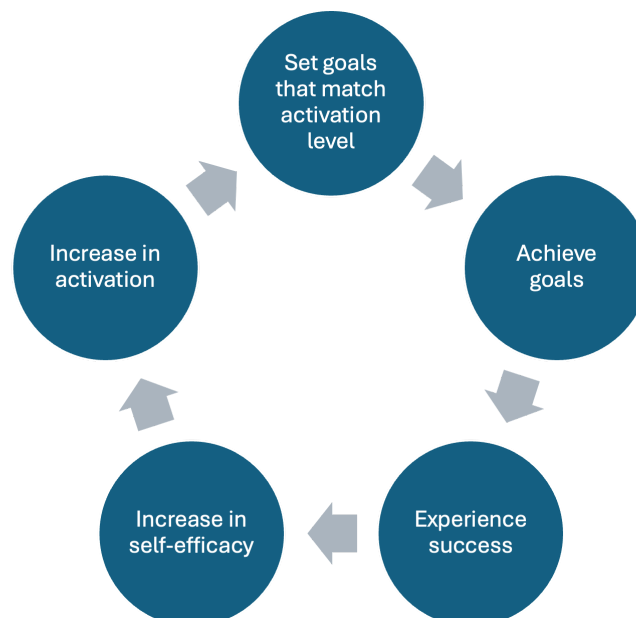 Set goals
that match
activation
level
Achieve
goals
Experience
success
Increase in
self-efficacy
Increase in
activation